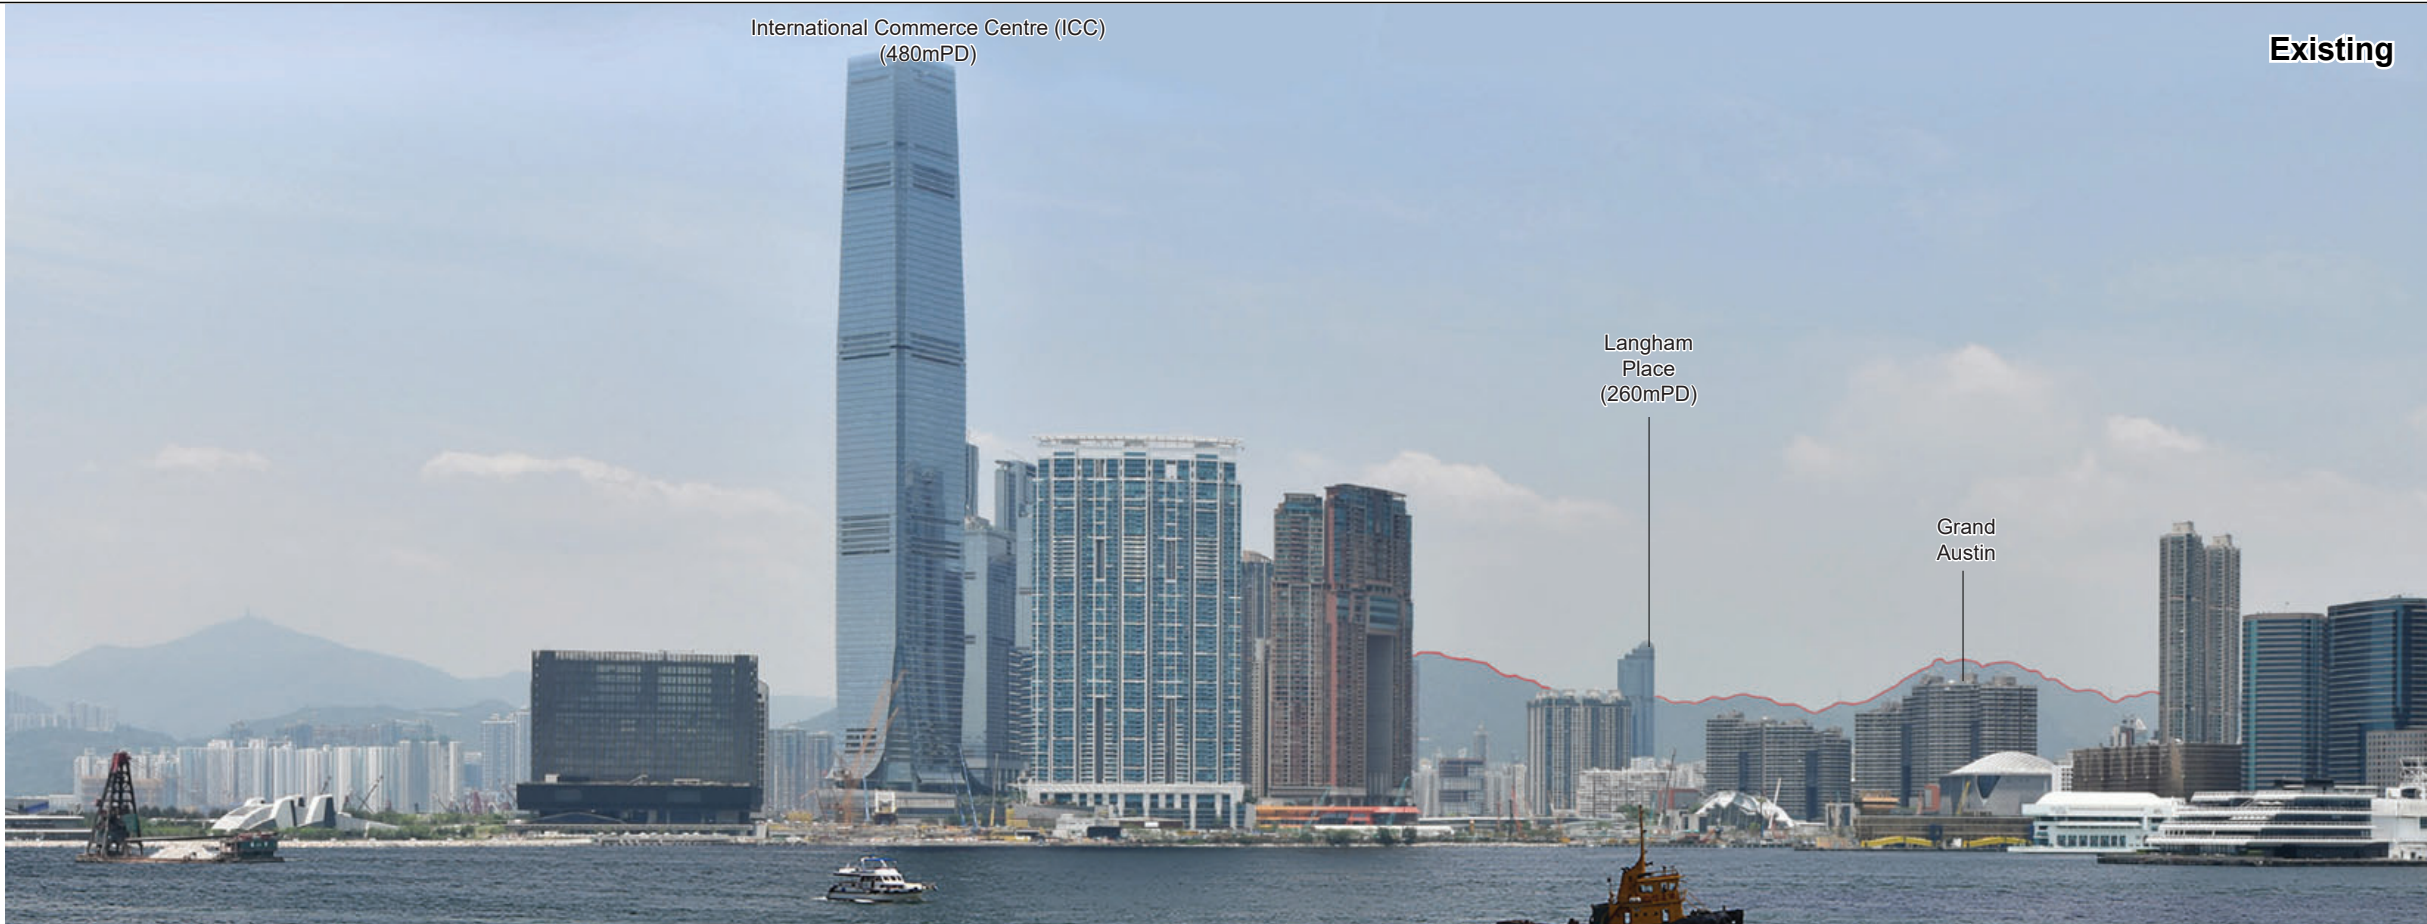 International Commerce Centre (ICC)
(480mPD)
Existing
Langham
Place
(260mPD)
Grand
Austin